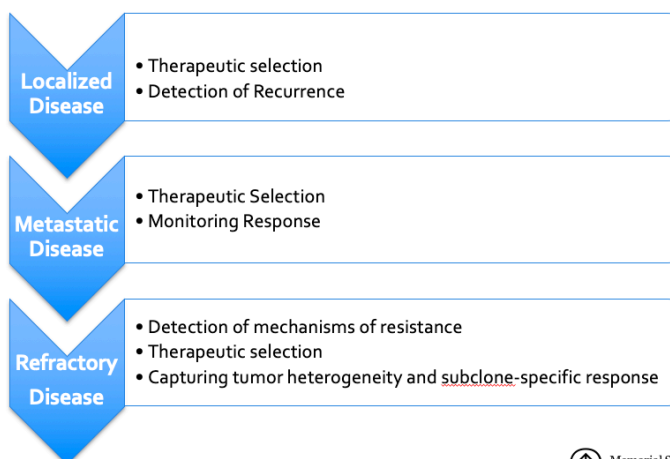 Localized
Disease
• Therapeutic selection
• Detection of Recurrence
Metastatic
Disease
• Therapeutic Selection
• Monitoring Response
Refractory
Disease
• Detection of mechanisms of resistance
• Therapeutic selection
• Capturing tumor heterogeneity and subclone-specific response
Memorial